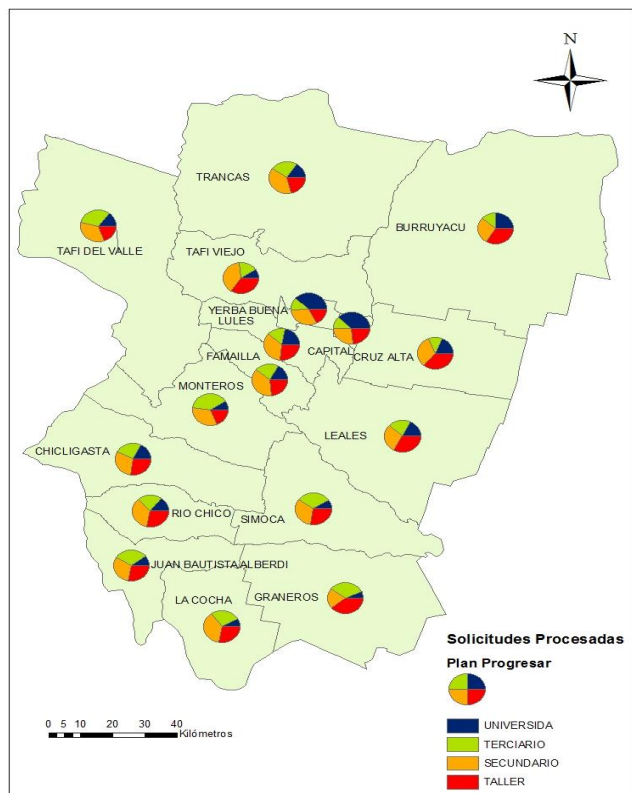 N
TRANCAS
BURRUYACU
TAFI DEL VALLE
TAFI VIEJO
YERBA BUENA
LULES
FAMAILLA
CAPITAL
CRUZ ALTA
MONTEROS
LEALES
CHICLIGASTA
RIO CHICO
SIMOCA
JUAN BAUTISTA ALBERDI
LA COCHA
GRANEROS
Solicitudes Procesadas
Plan Progresar
UNIVERSIDA
TERCIARIO
SECUNDARIO
TALLER
0 5 10 20 30 40
Kilómetros